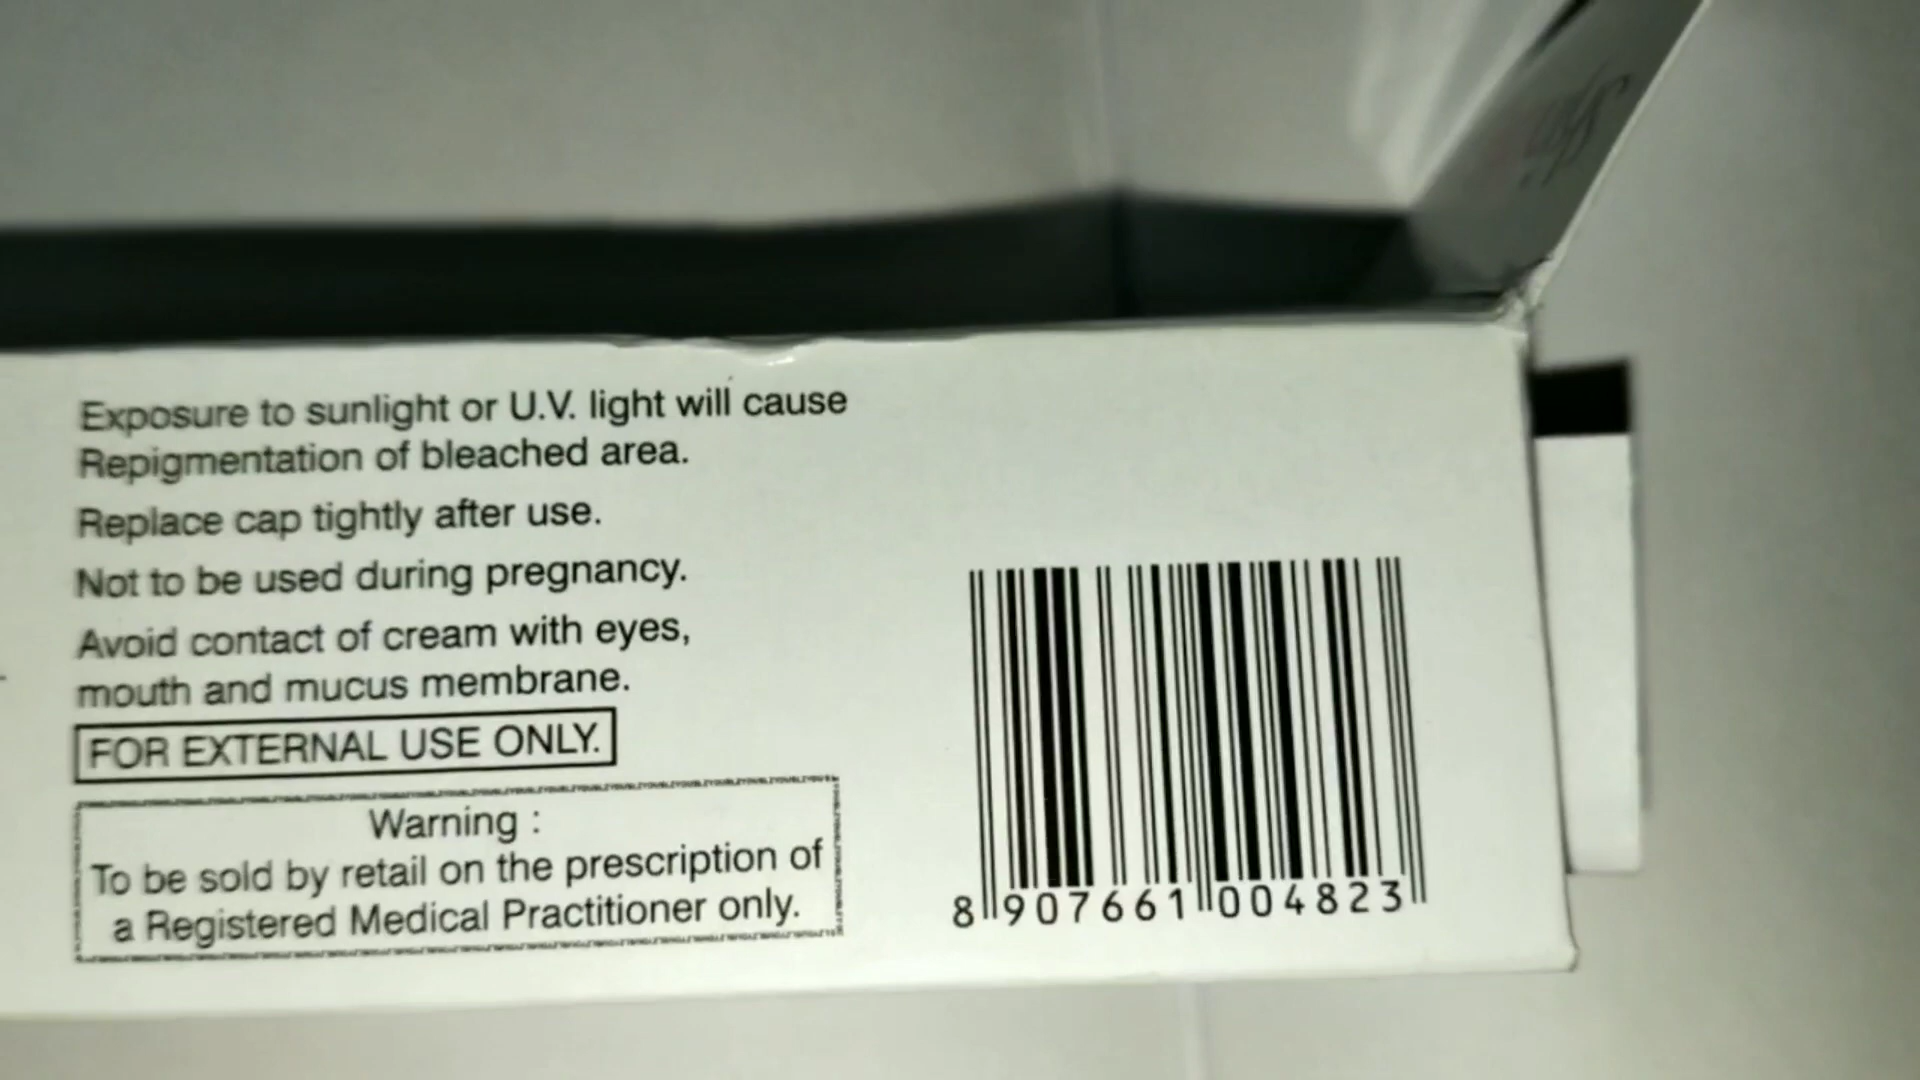 Exposure to sunlight or U.V. light will cause
Repigmentation of bleached area.
Replace cap tightly after use.
Not to be used during pregnancy.
Avoid contact of cream with eyes,
mouth and mucus membrane.
FOR EXTERNAL USE ONLY.
Warning :
To be sold by retail on the prescription of
a Registered Medical Practitioner only.
8 907661 004823